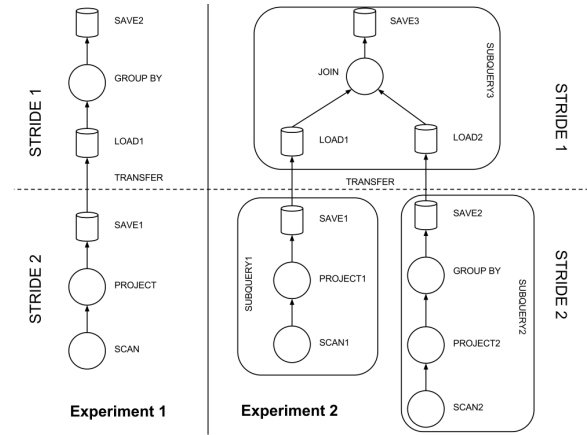 SAVE2
GROUP BY
LOAD1
TRANSFER
STRIDE 1
SAVE1
PROJECT
SCAN
STRIDE 2
Experiment 1
SAVE3
JOIN
SUBQUERY3
LOAD1
LOAD2
TRANSFER
STRIDE 1
SAVE1
PROJECT1
SCAN1
SUBQUERY1
SAVE2
GROUP BY
PROJECT2
SCAN2
SUBQUERY2
STRIDE 2
Experiment 2